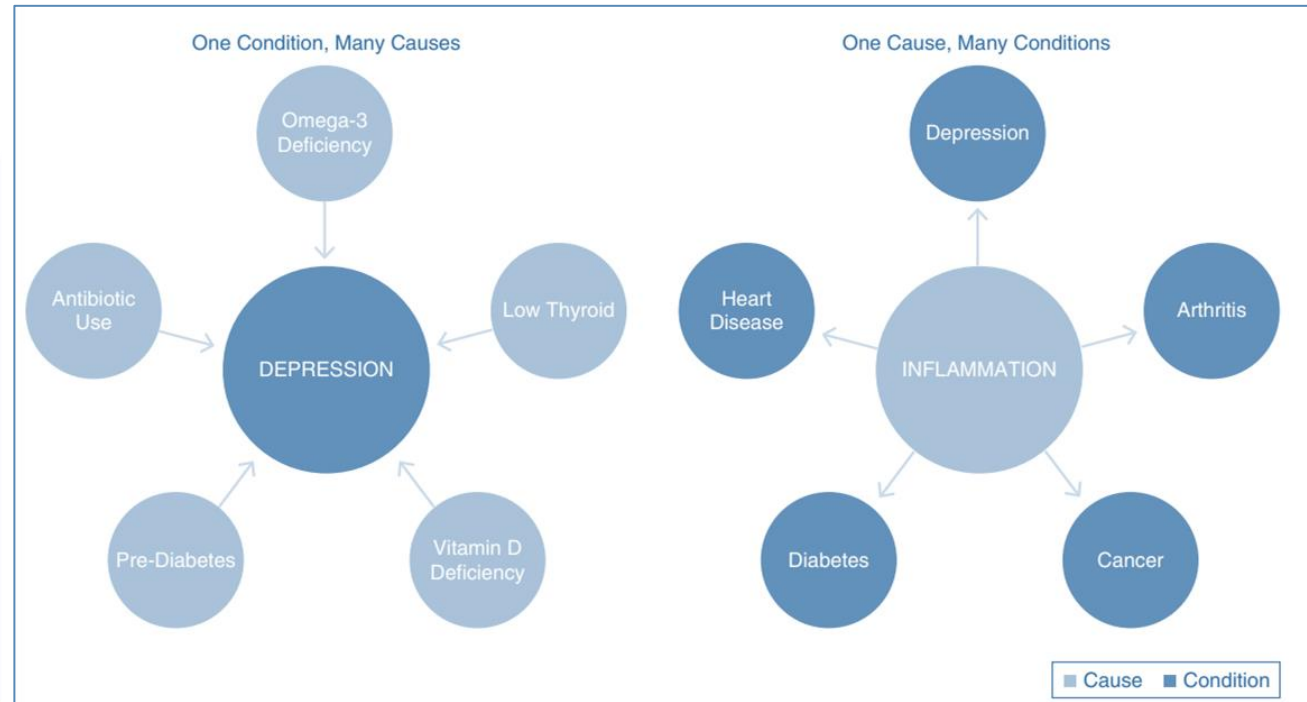 One Condition, Many Causes
Omega-3
Deficiency
Antibiotic
Use
Low Thyroid
DEPRESSION
Pre-Diabetes
Vitamin D
Deficiency
One Cause, Many Conditions
Depression
Heart
Disease
Arthritis
INFLAMMATION
Diabetes
Cancer
Cause Condition